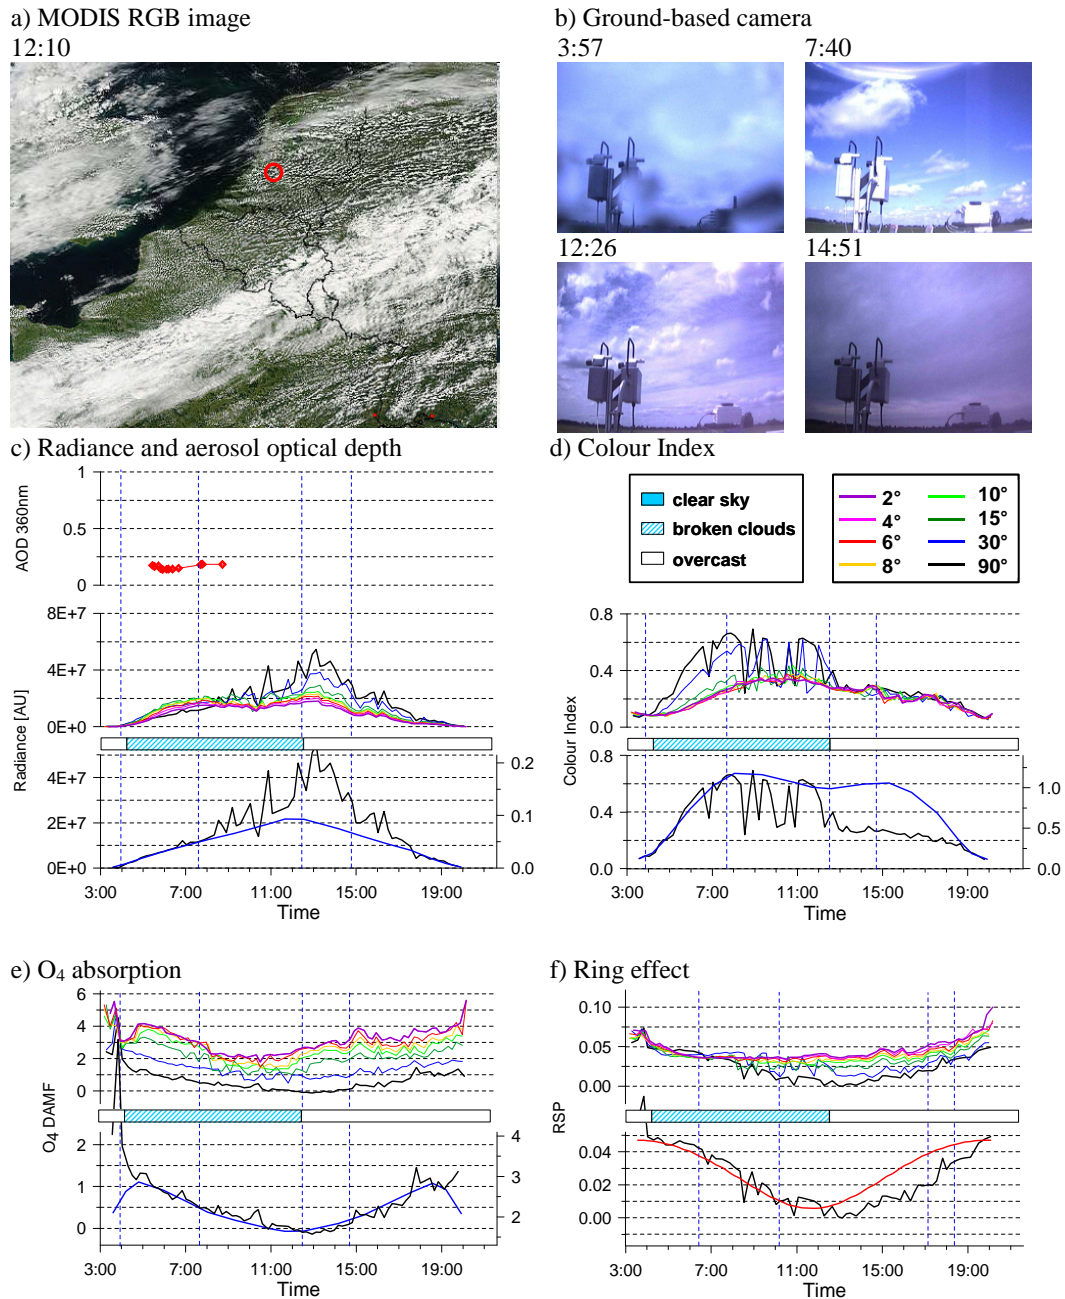 a) MODIS RGB image
12:10
b) Ground-based camera
3:57
7:40
12:26
14:51
c) Radiance and aerosol optical depth
AOD 360nm
1
0.5
0
Radiance [AU]
8E+7
4E+7
0E+0
4E+7
2E+7
0E+0
0.2
0.1
0.0
3:00
7:00
11:00
15:00
19:00
Time
d) Colour Index
clear sky
broken clouds
overcast
2°
4°
6°
8°
10°
15°
30°
90°
Colour Index
0.8
0.4
0.0
0.8
0.4
0.0
1.0
0.5
0.0
3:00
7:00
11:00
15:00
19:00
Time
e) O4 absorption
O4 DAMF
6
4
2
0
2
1
0
4
3
2
3:00
7:00
11:00
15:00
19:00
Time
f) Ring effect
RSP
0.10
0.05
0.00
0.04
0.02
0.00
3:00
7:00
11:00
15:00
19:00
Time